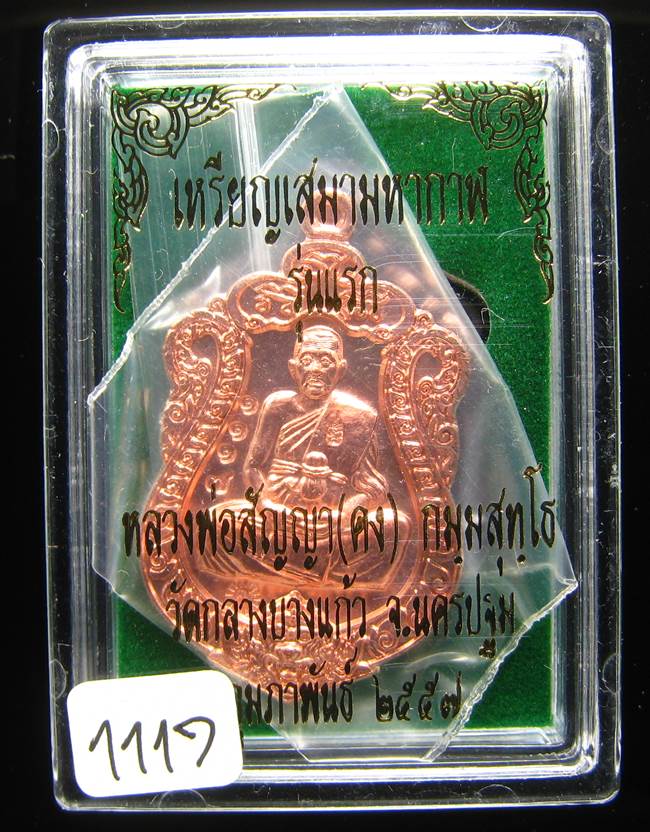 เหรียญเสมามหากาฬ
รุ่นแรก
หลวงพ่อสัญญา(คง) กมฺมสุทฺโธ
วัดกลางบางแก้ว จ.นครปฐม
กุมภาพันธ์ ๒๕๕๗